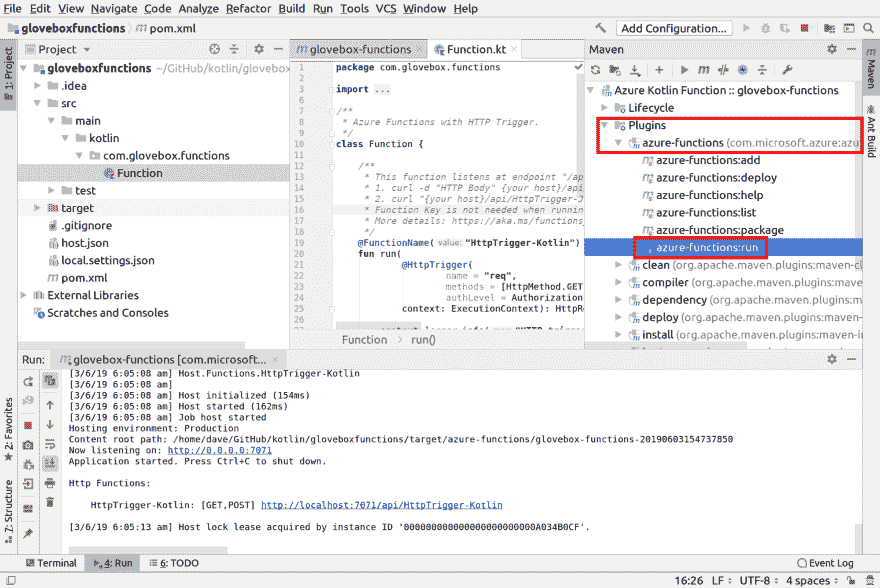 File Edit View Navigate Code Analyze Refactor Build Run Tools VCS Window Help
gloveboxfunctions pom.xml Add Configuration...
Project
1: Project
gloveboxfunctions ~/GitHub/kotlin/glovebox
.idea
src
main
kotlin
com.glovebox.functions
Function
test
target
.gitignore
host.json
local.settings.json
pom.xml
External Libraries
Scratches and Consoles
glovebox-functions Function.kt
1 package com.glovebox.functions
2
3 import ...
9
10 /**
11 * Azure Functions with HTTP Trigger.
12 */
13 class Function {
14
15 /**
* This function listens at endpoint "/ap
* 1. curl -d "HTTP Body" {your host}/api
* 2. curl "{your host}/api/HttpTrigger-J
* Function Key is not needed when runnin
* More details: https://aka.ms/functions
*/
@FunctionName( value: "HttpTrigger-Kotlin")
fun run(
@HttpTrigger(
name = "req",
methods = [HttpMethod.GET
authLevel = Authorization
context: ExecutionContext): HttpRe
Function > run()
Maven
Azure Kotlin Function :: glovebox-functions
Lifecycle
Plugins
azure-functions (com.microsoft.azure:azu
azure-functions:add
azure-functions:deploy
azure-functions:help
azure-functions:list
azure-functions:package
azure-functions:run
clean (org.apache.maven.plugins:maven-cl
compiler (org.apache.maven.plugins:mave
dependency (org.apache.maven.plugins:m
deploy (org.apache.maven.plugins:maven-
install (org.apache.maven.plugins:maven-i
Maven
Ant Build
Run: glovebox-functions [com.microsoft...
[3/6/19 6:05:08 am] Host.Functions.HttpTrigger-Kotlin
[3/6/19 6:05:08 am]
[3/6/19 6:05:08 am] Host initialized (154ms)
[3/6/19 6:05:08 am] Host started (162ms)
[3/6/19 6:05:08 am] Job host started
Hosting environment: Production
Content root path: /home/dave/GitHub/kotlin/gloveboxfunctions/target/azure-functions/glovebox-functions-20190603154737850
Now listening on: http://0.0.0.0:7071
Application started. Press Ctrl+C to shut down.
Http Functions:
HttpTrigger-Kotlin: [GET,POST] http://localhost:7071/api/HttpTrigger-Kotlin
[3/6/19 6:05:13 am] Host lock lease acquired by instance ID '000000000000000000000000A034B0CF'.
2: Favorites
7: Structure
Terminal 4: Run 6: TODO Event Log
16:26 LF UTF-8 4 spaces